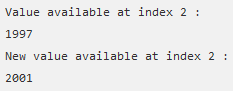 Value available at index 2 :
1997
New value available at index 2 :
2001